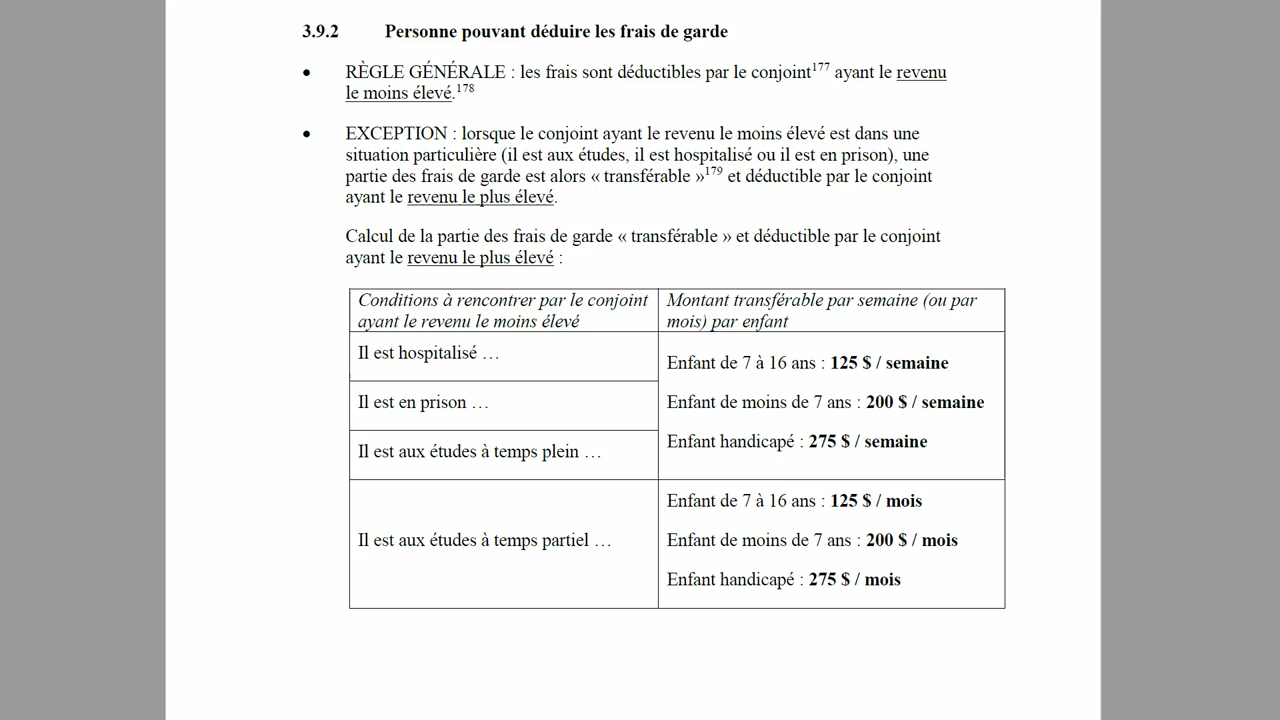 3.9.2 Personne pouvant déduire les frais de garde
• RÈGLE GÉNÉRALE : les frais sont déductibles par le conjoint177 ayant le revenu
le moins élevé.178
• EXCEPTION : lorsque le conjoint ayant le revenu le moins élevé est dans une
situation particulière (il est aux études, il est hospitalisé ou il est en prison), une
partie des frais de garde est alors « transférable »179 et déductible par le conjoint
ayant le revenu le plus élevé.
Calcul de la partie des frais de garde « transférable » et déductible par le conjoint
ayant le revenu le plus élevé :
Conditions à rencontrer par le conjoint
ayant le revenu le moins élevé
Montant transférable par semaine (ou par
mois) par enfant
Il est hospitalisé …
Il est en prison …
Il est aux études à temps plein …
Enfant de 7 à 16 ans : 125 $ / semaine
Enfant de moins de 7 ans : 200 $ / semaine
Enfant handicapé : 275 $ / semaine
Il est aux études à temps partiel …
Enfant de 7 à 16 ans : 125 $ / mois
Enfant de moins de 7 ans : 200 $ / mois
Enfant handicapé : 275 $ / mois